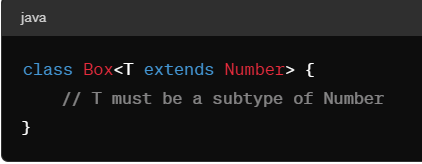 java
class Box<T extends Number> {
    // T must be a subtype of Number
}